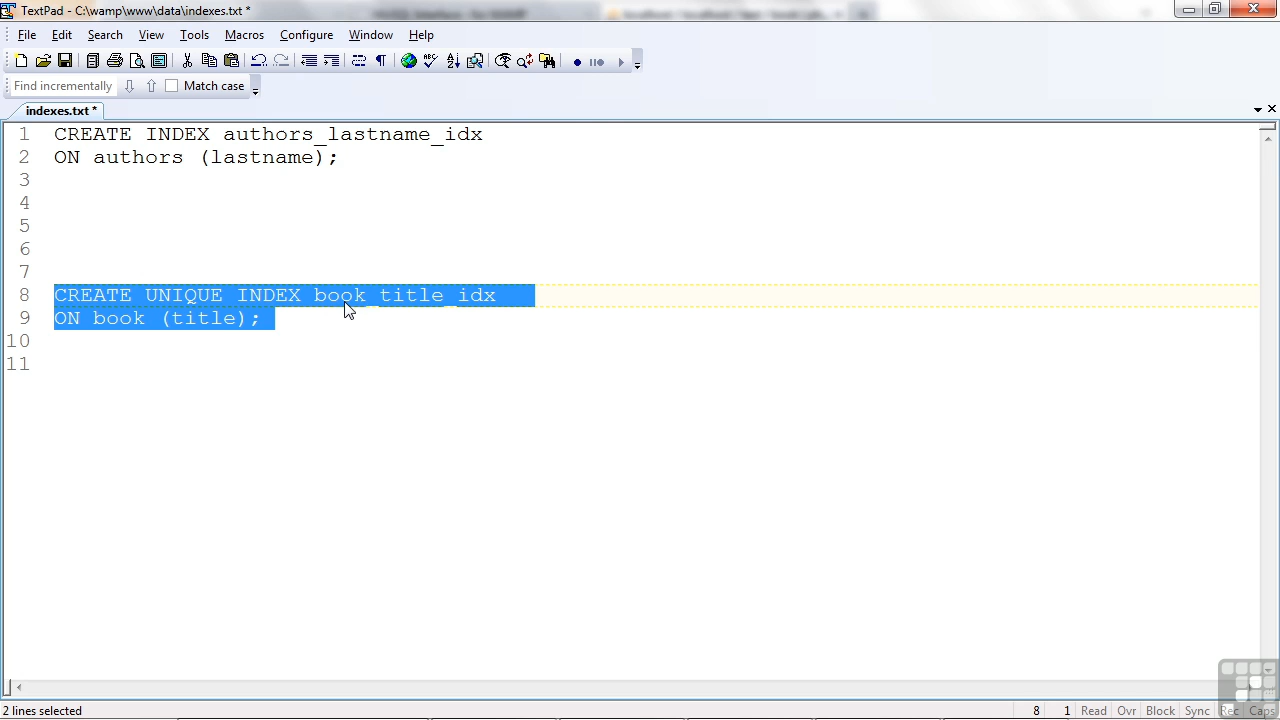 TextPad - C:\wamp\www\data\indexes.txt *
File Edit Search View Tools Macros Configure Window Help
Find incrementally Match case
indexes.txt *
1 CREATE INDEX authors_lastname_idx
2 ON authors (lastname);
3
4
5
6
7
8 CREATE UNIQUE INDEX book_title_idx
9 ON book (title);
10
11
2 lines selected 8 1 Read Ovr Block Sync Rec Caps